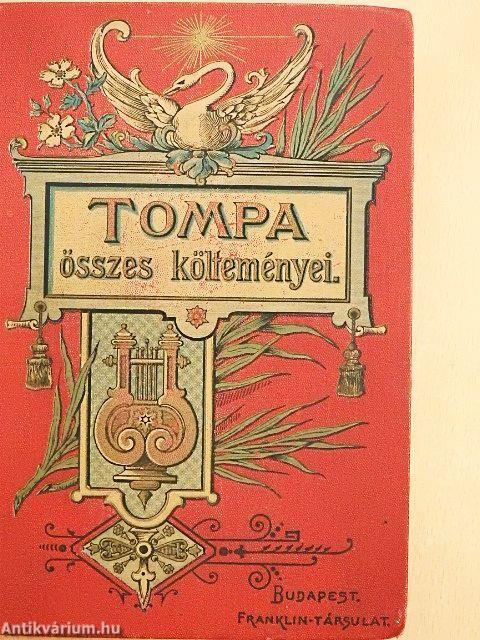 TOMPA
összes költeményei.
BUDAPEST.
FRANKLIN-TÁRSULAT.
Antikvárium.hu